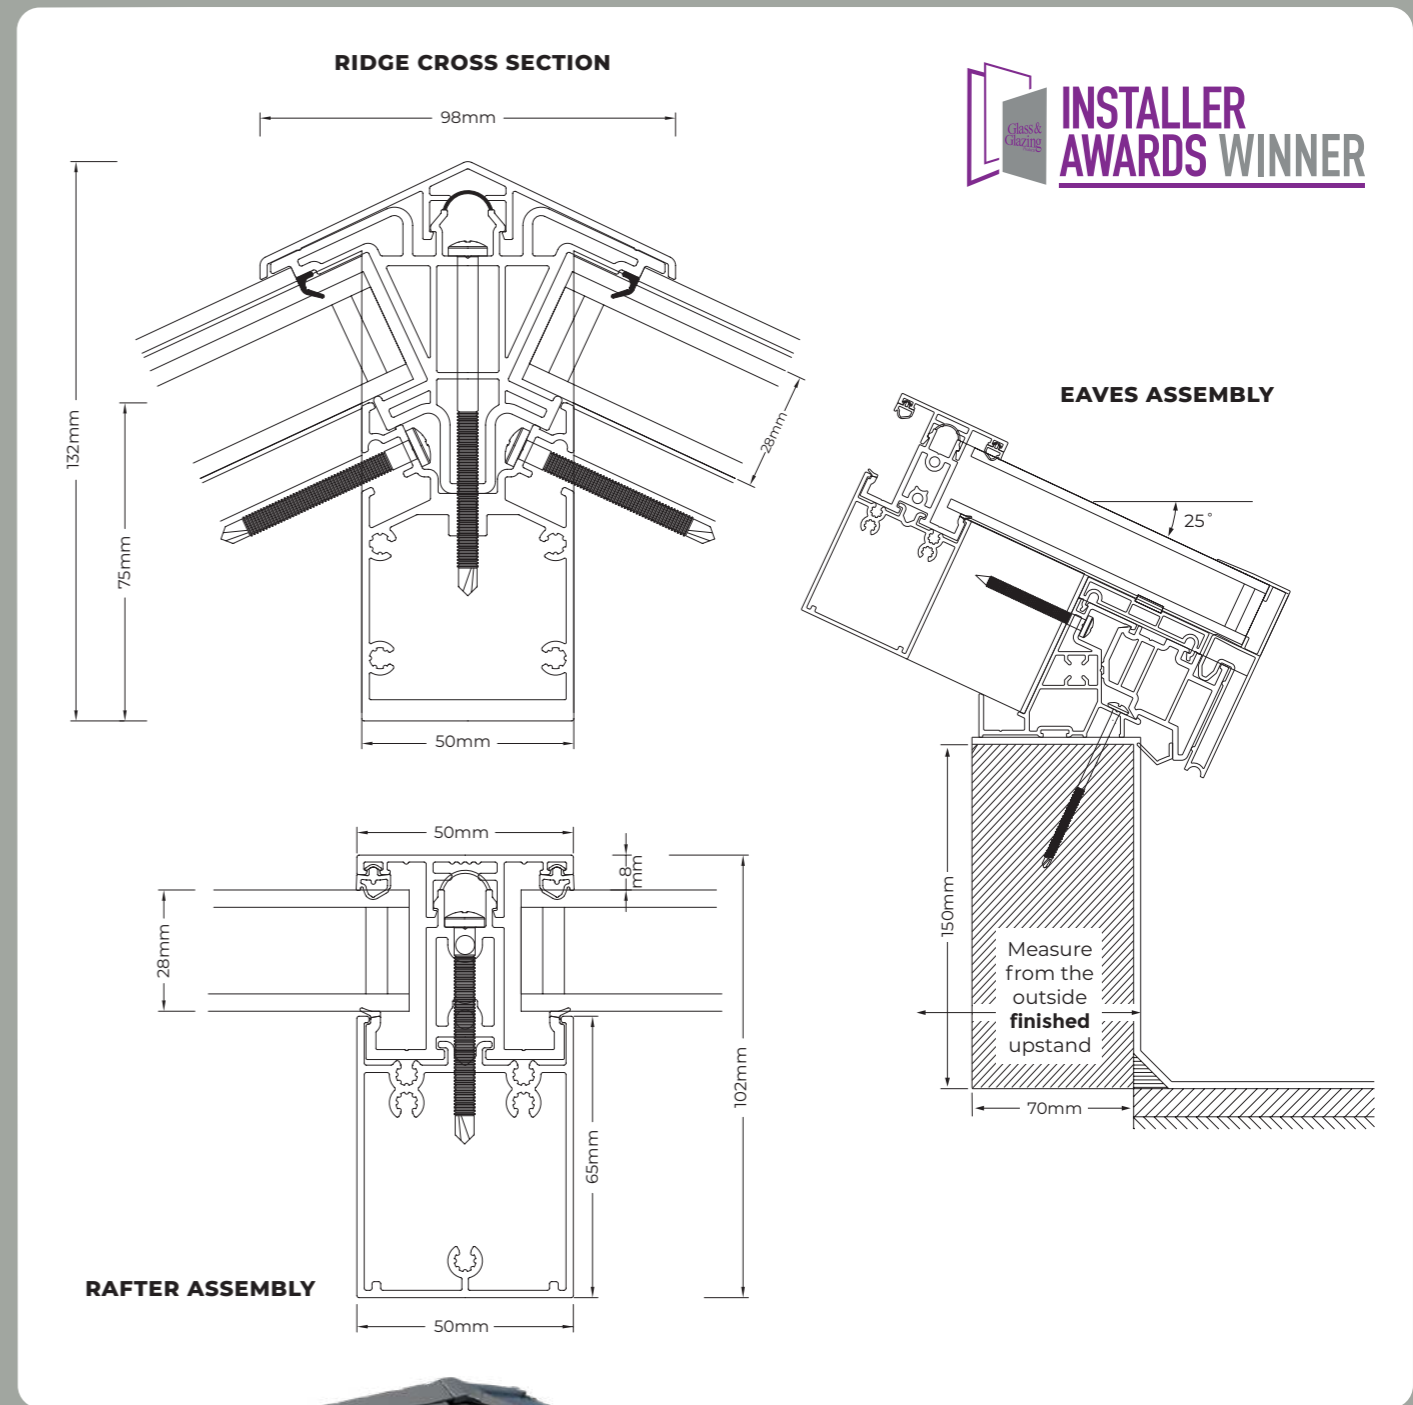 RIDGE CROSS SECTION
98mm
132mm
75mm
28mm
50mm
Glass &
Glazing
INSTALLER
AWARDS WINNER
EAVES ASSEMBLY
25°
150mm
Measure
from the
outside
finished
upstand
70mm
50mm
8
mm
28mm
102mm
65mm
RAFTER ASSEMBLY
50mm